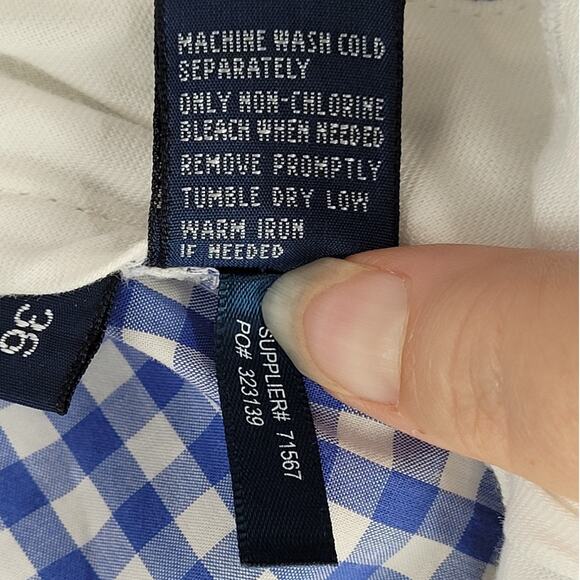 MACHINE WASH COLD
SEPARATELY
ONLY NON-CHLORINE
BLEACH WHEN NEEDED
REMOVE PROMPTLY
TUMBLE DRY LOW
WARM IRON
IF NEEDED
36
SUPPLIER# 71567
PO# 323139